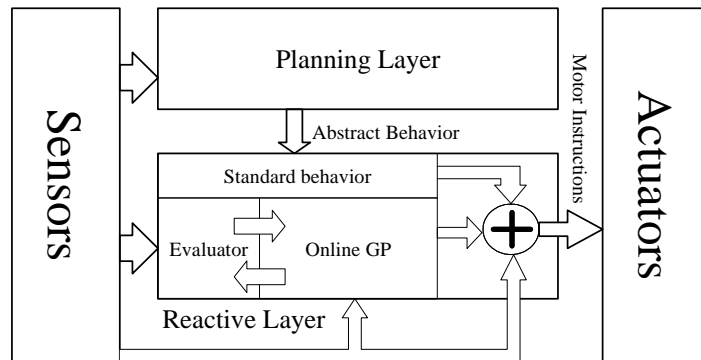 Sensors
Planning Layer
Abstract Behavior
Standard behavior
Evaluator
Online GP
Reactive Layer
Motor Instructions
Actuators